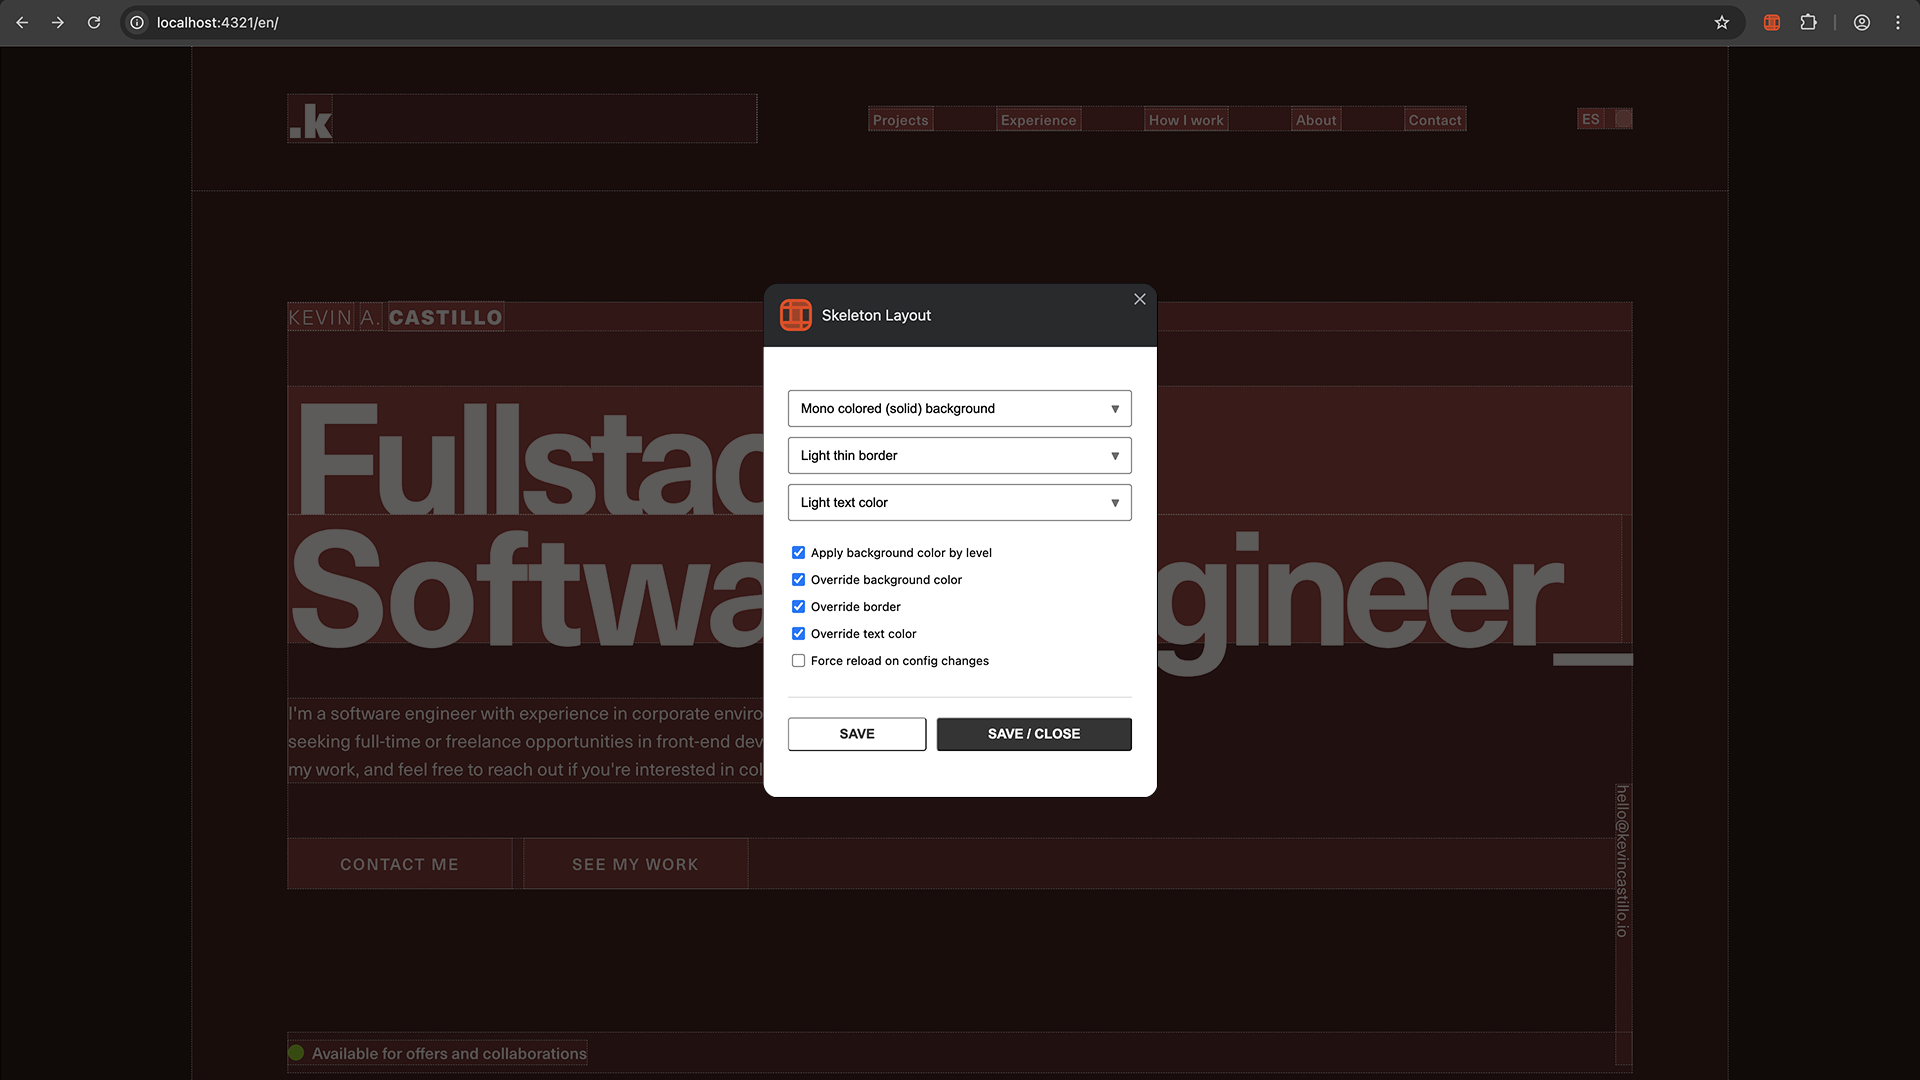 localhost:4321/en/
.k
Projects
Experience
How I work
About
Contact
ES
KEVIN A. CASTILLO
Fullstac
Softwa gineer_
I'm a software engineer with experience in corporate enviro
seeking full-time or freelance opportunities in front-end dev
my work, and feel free to reach out if you're interested in col
CONTACT ME
SEE MY WORK
hello@kevincastillo.io
Available for offers and collaborations
Skeleton Layout
Mono colored (solid) background
Light thin border
Light text color
Apply background color by level
Override background color
Override border
Override text color
Force reload on config changes
SAVE
SAVE / CLOSE